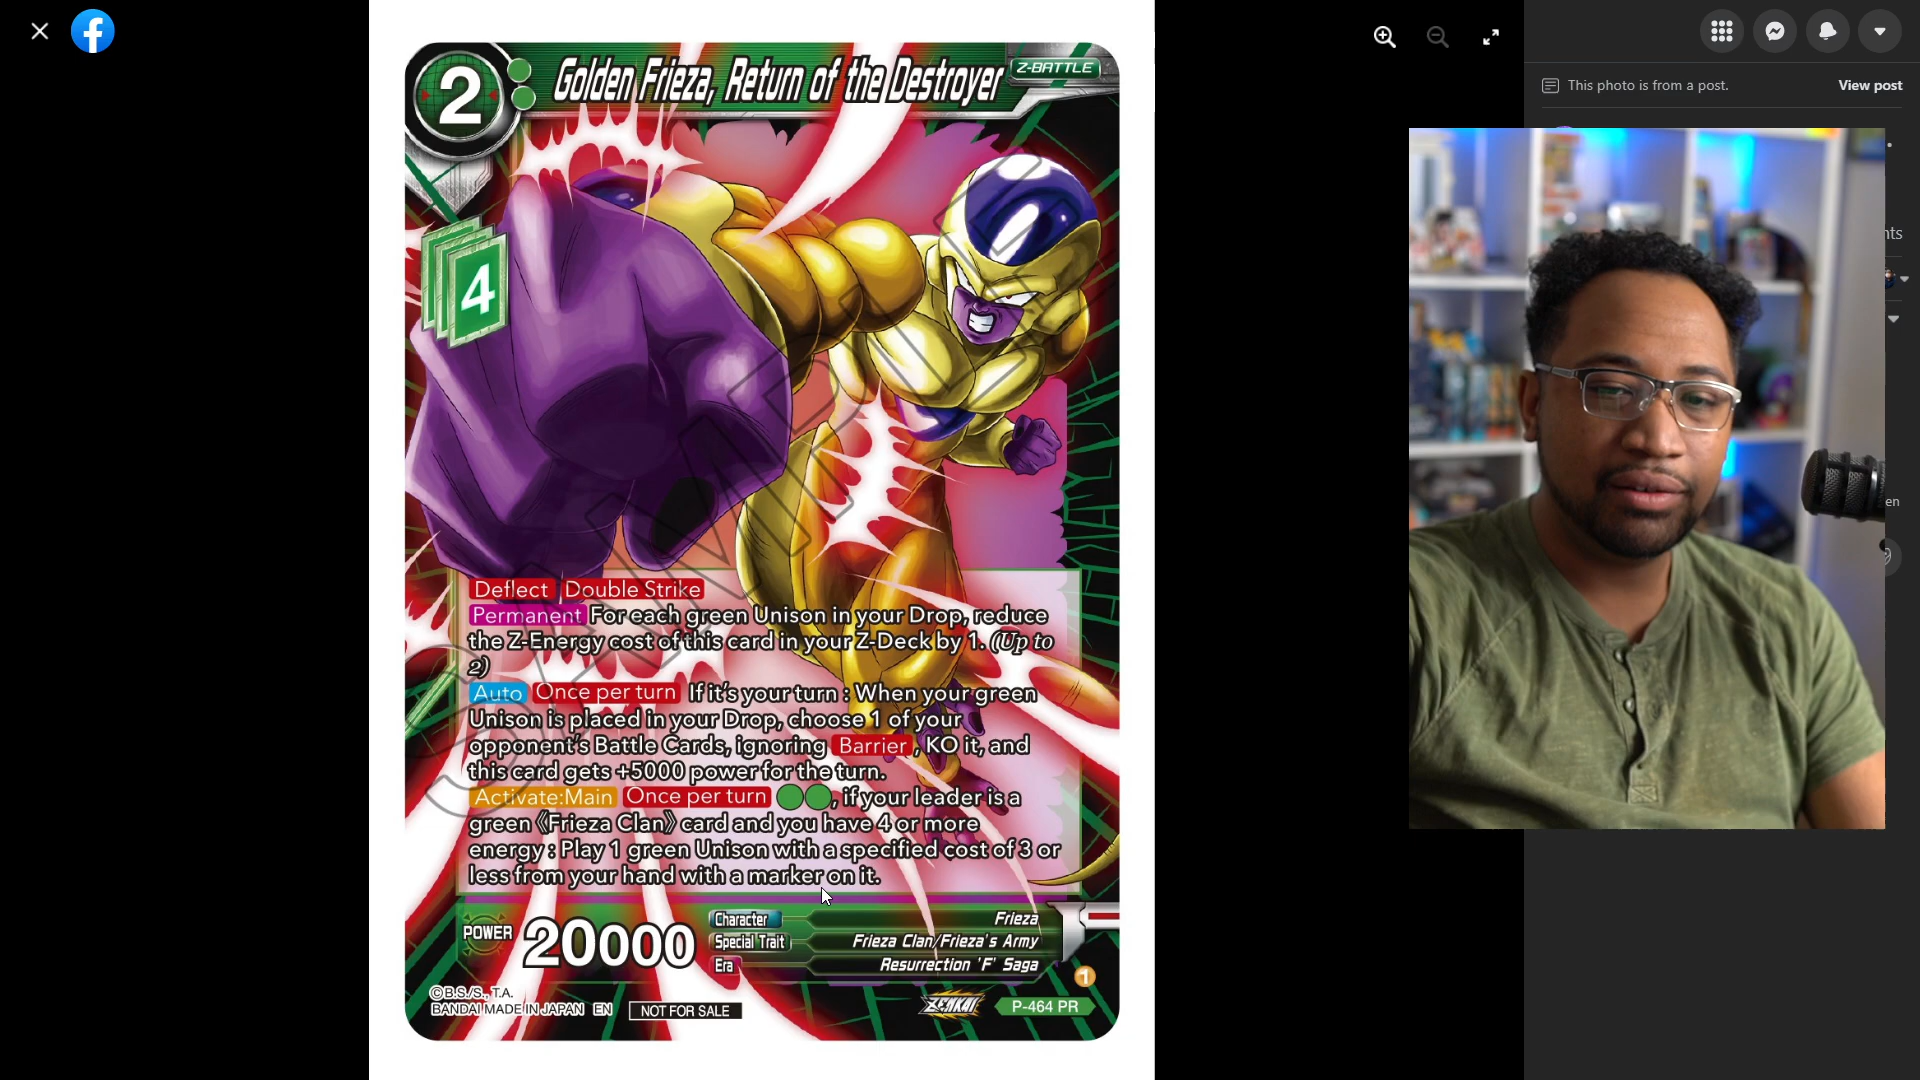 2
Golden Frieza, Return of the Destroyer
Z-BATTLE
4
Deflect Double Strike
Permanent For each green Unison in your Drop, reduce
the Z-Energy cost of this card in your Z-Deck by 1. (Up to
2)
Auto Once per turn If it's your turn : When your green
Unison is placed in your Drop, choose 1 of your
opponent's Battle Cards, ignoring Barrier, KO it, and
this card gets +5000 power for the turn.
Activate:Main Once per turn , if your leader is a
green 《Frieza Clan》 card and you have 4 or more
energy : Play 1 green Unison with a specified cost of 3 or
less from your hand with a marker on it.
SAMPLE
POWER 20000
Character Frieza
Special Trait Frieza Clan/Frieza's Army
Era Resurrection 'F' Saga
1
©B.S./S., T.A.
BANDAI MADE IN JAPAN EN NOT FOR SALE
ZENKAI P-464 PR
This photo is from a post. View post
nts
en